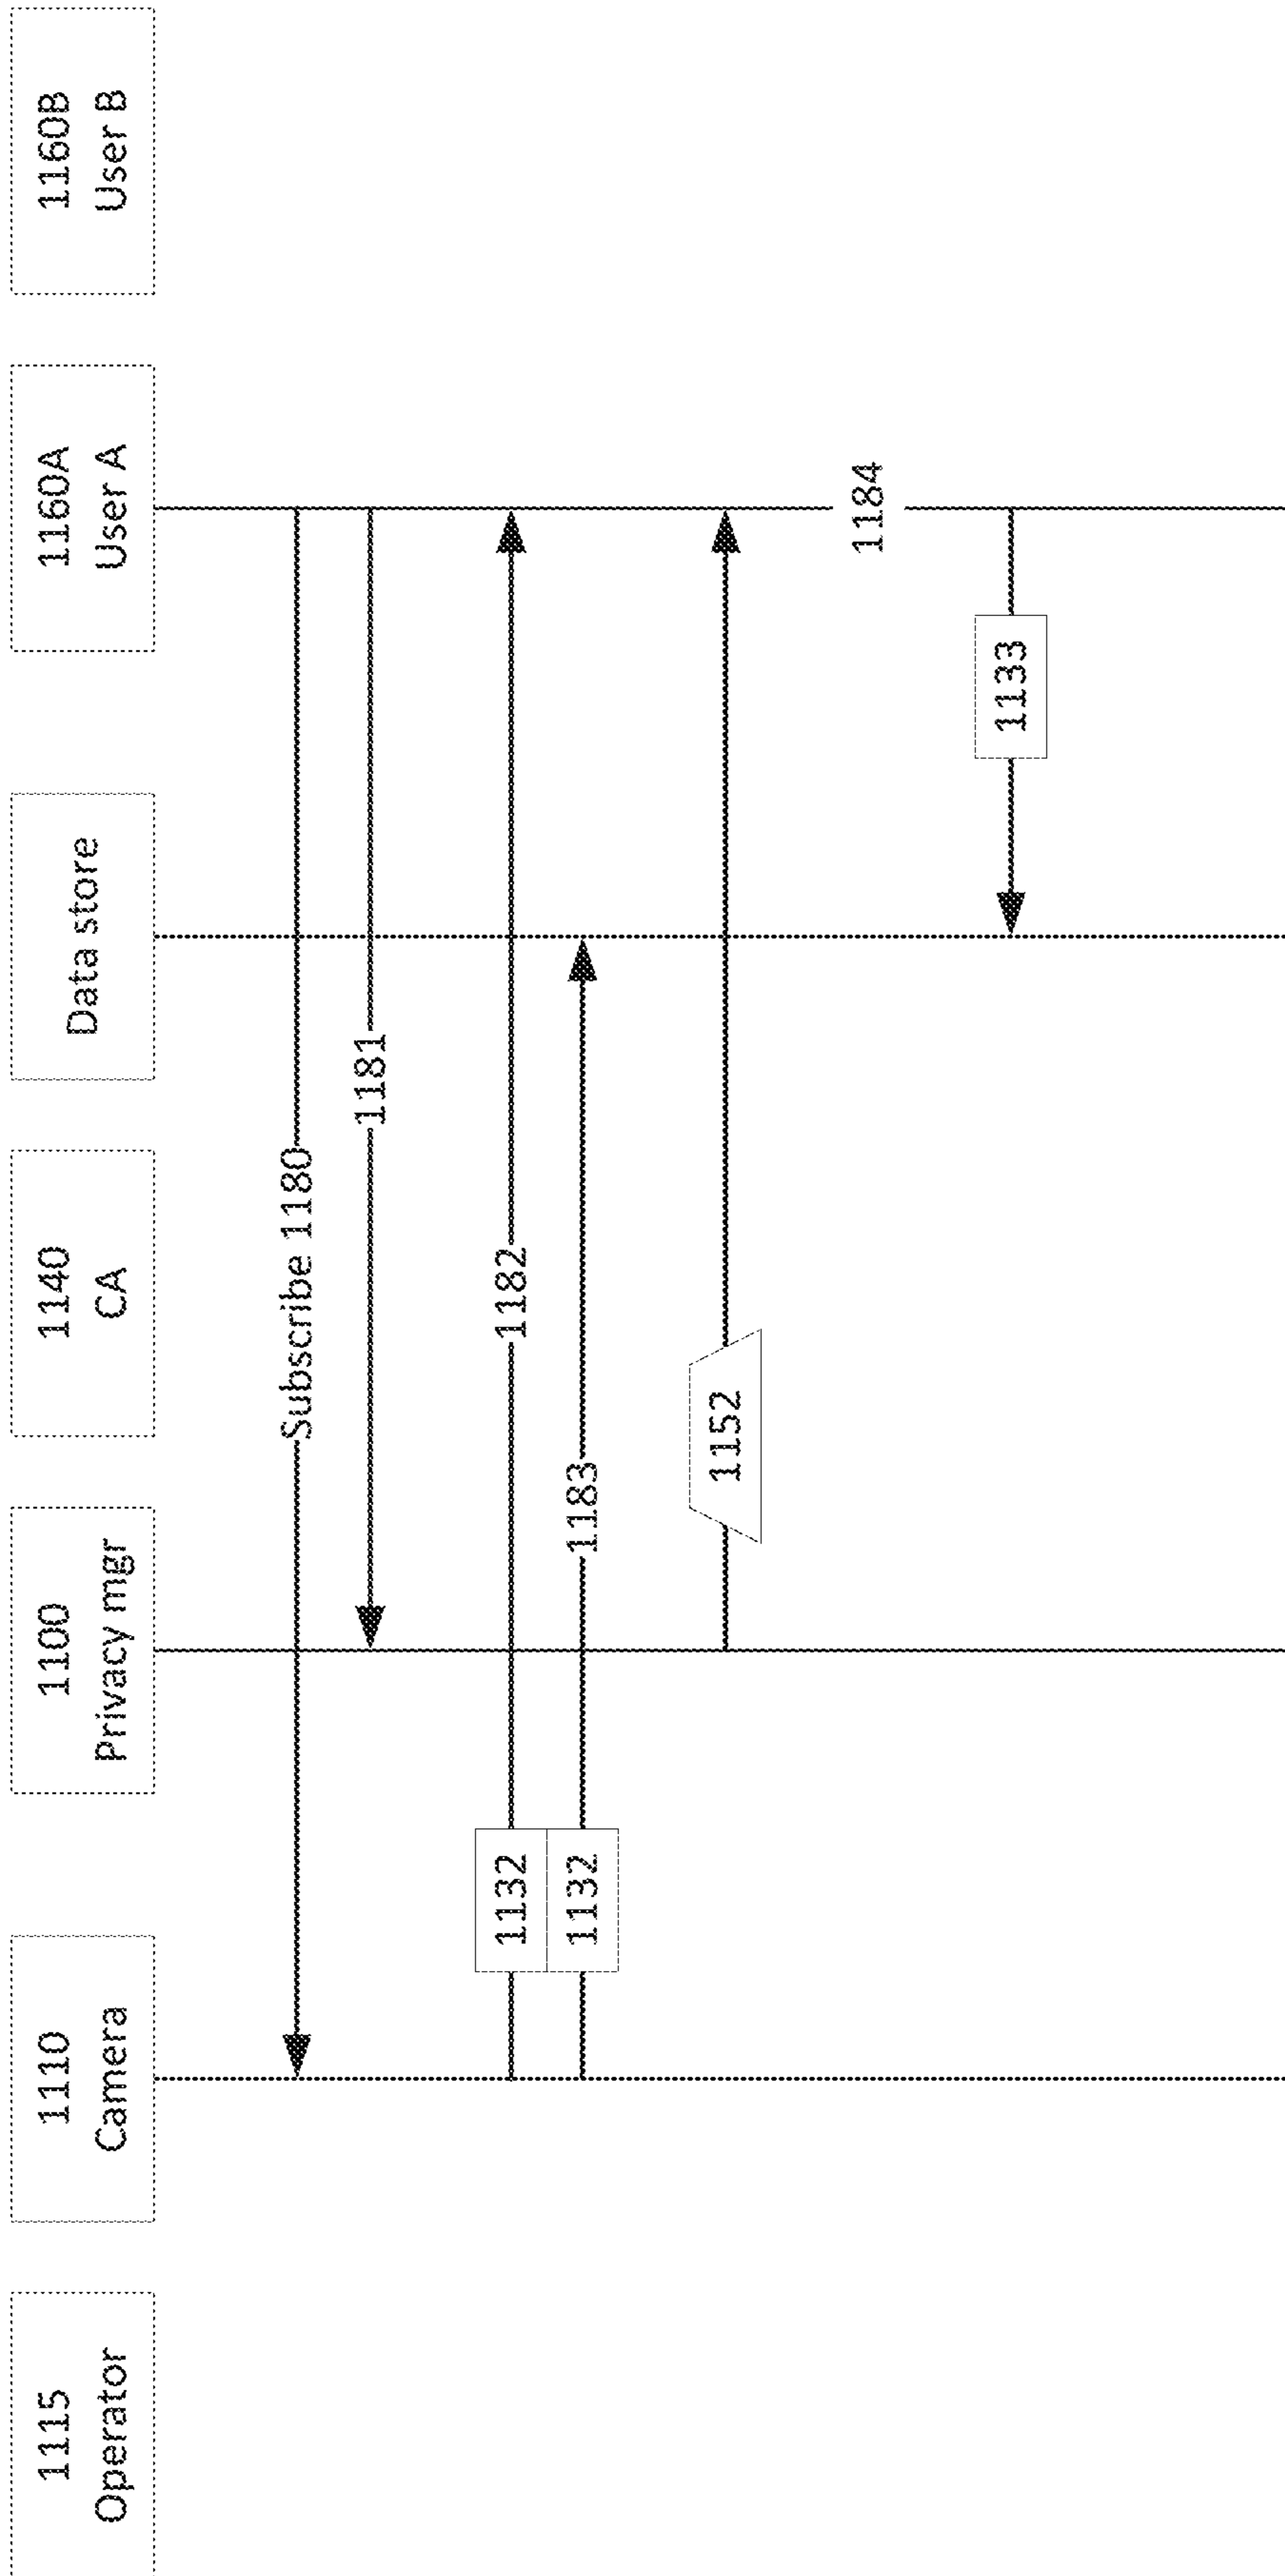 1115
Operator
1110
Camera
1100
Privacy mgr
1140
CA
Data store
1160A
User A
1160B
User B
Subscribe 1180
1181
1132
1182
1132
1183
1152
1184
1133